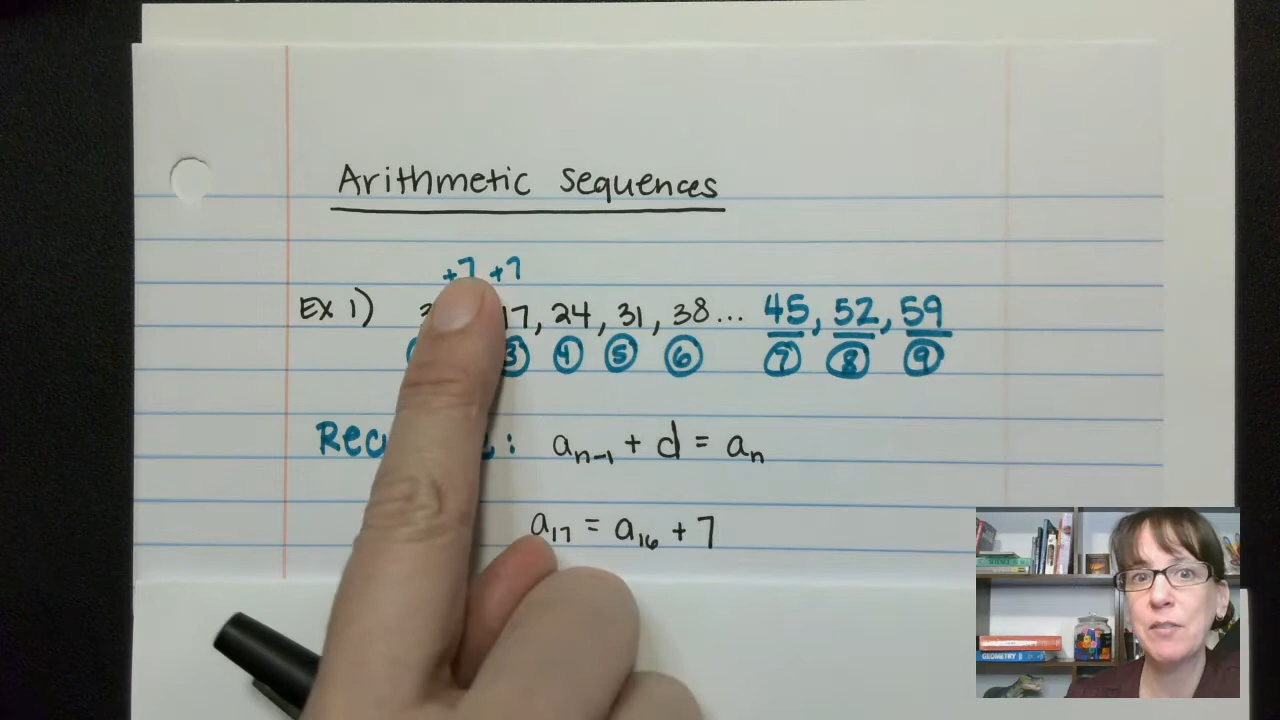 Arithmetic Sequences
+7 +7
Ex 1) 17, 24, 31, 38... 45, 52, 59
③ ④ ⑤ ⑥ ⑦ ⑧ ⑨
: aₙ₋₁ + d = aₙ
a₁₇ = a₁₆ + 7
GEOMETRY